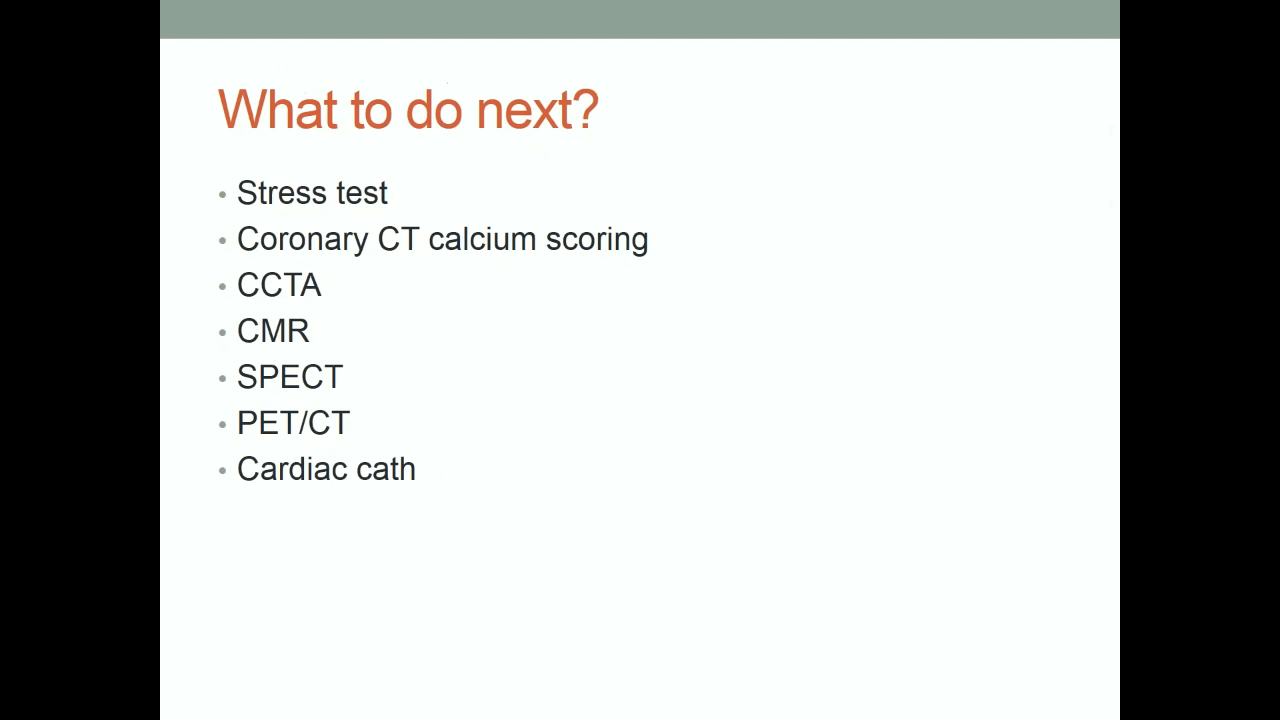 What to do next?
• Stress test
• Coronary CT calcium scoring
• CCTA
• CMR
• SPECT
• PET/CT
• Cardiac cath